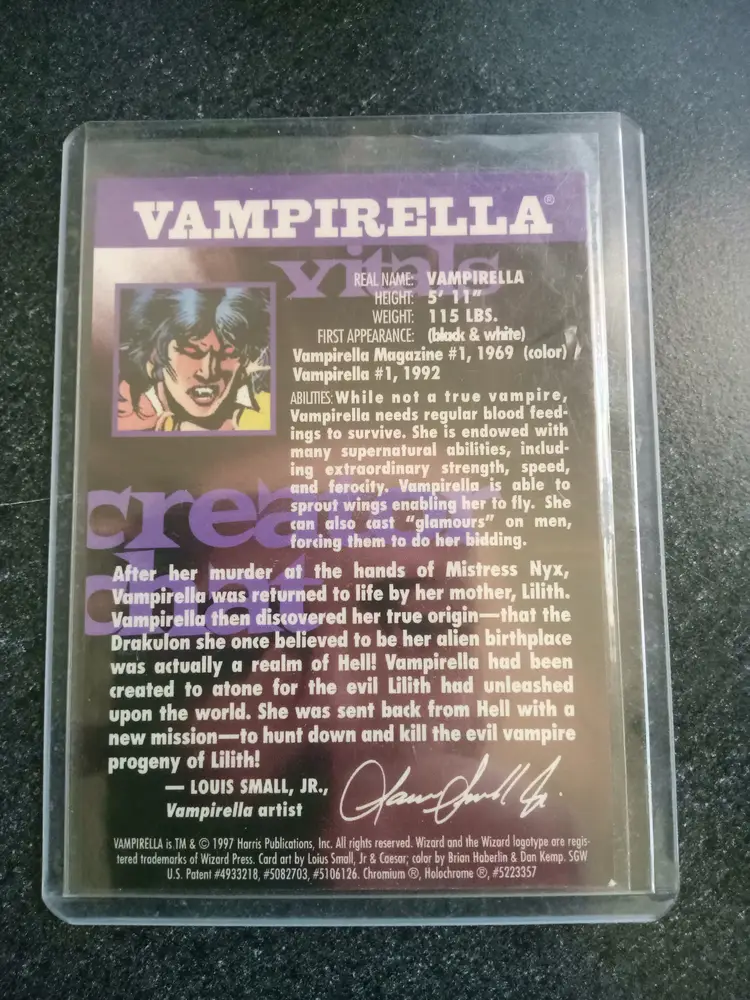 VAMPIRELLA®
vitals
REAL NAME: VAMPIRELLA
HEIGHT: 5' 11"
WEIGHT: 115 LBS.
FIRST APPEARANCE: (black & white)
Vampirella Magazine #1, 1969 (color)
Vampirella #1, 1992
ABILITIES: While not a true vampire,
Vampirella needs regular blood feed-
ings to survive. She is endowed with
many supernatural abilities, includ-
ing extraordinary strength, speed,
and ferocity. Vampirella is able to
sprout wings enabling her to fly. She
can also cast "glamours" on men,
forcing them to do her bidding.
creator
chat
After her murder at the hands of Mistress Nyx,
Vampirella was returned to life by her mother, Lilith.
Vampirella then discovered her true origin—that the
Drakulon she once believed to be her alien birthplace
was actually a realm of Hell! Vampirella had been
created to atone for the evil Lilith had unleashed
upon the world. She was sent back from Hell with a
new mission—to hunt down and kill the evil vampire
progeny of Lilith!
— LOUIS SMALL, JR.,
Vampirella artist
Louis Small Jr.
VAMPIRELLA is TM & © 1997 Harris Publications, Inc. All rights reserved. Wizard and the Wizard logotype are regis-
tered trademarks of Wizard Press. Card art by Loius Small, Jr & Caesar; color by Brian Haberlin & Dan Kemp. SGW
U.S. Patent #4933218, #5082703, #5106126. Chromium ®, Holochrome ®, #5223357